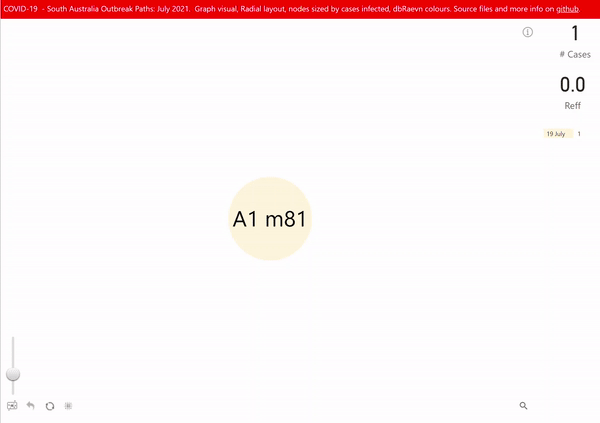 COVID-19 - South Australia Outbreak Paths: July 2021. Graph visual, Radial layout, nodes sized by cases infected, dbRaevn colours. Source files and more info on github.
1
# Cases
0.0
Reff
19 July 1
A1 m81